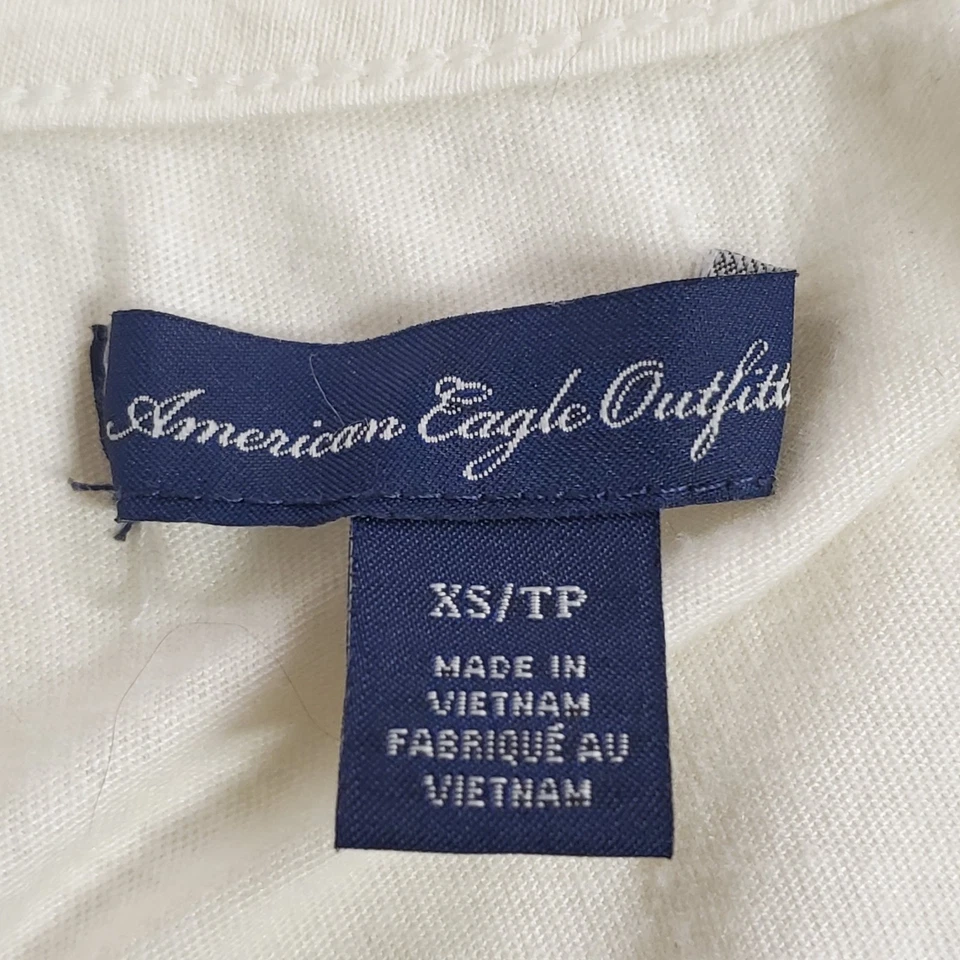 American Eagle Outfitt
XS/TP
MADE IN
VIETNAM
FABRIQUÉ AU
VIETNAM